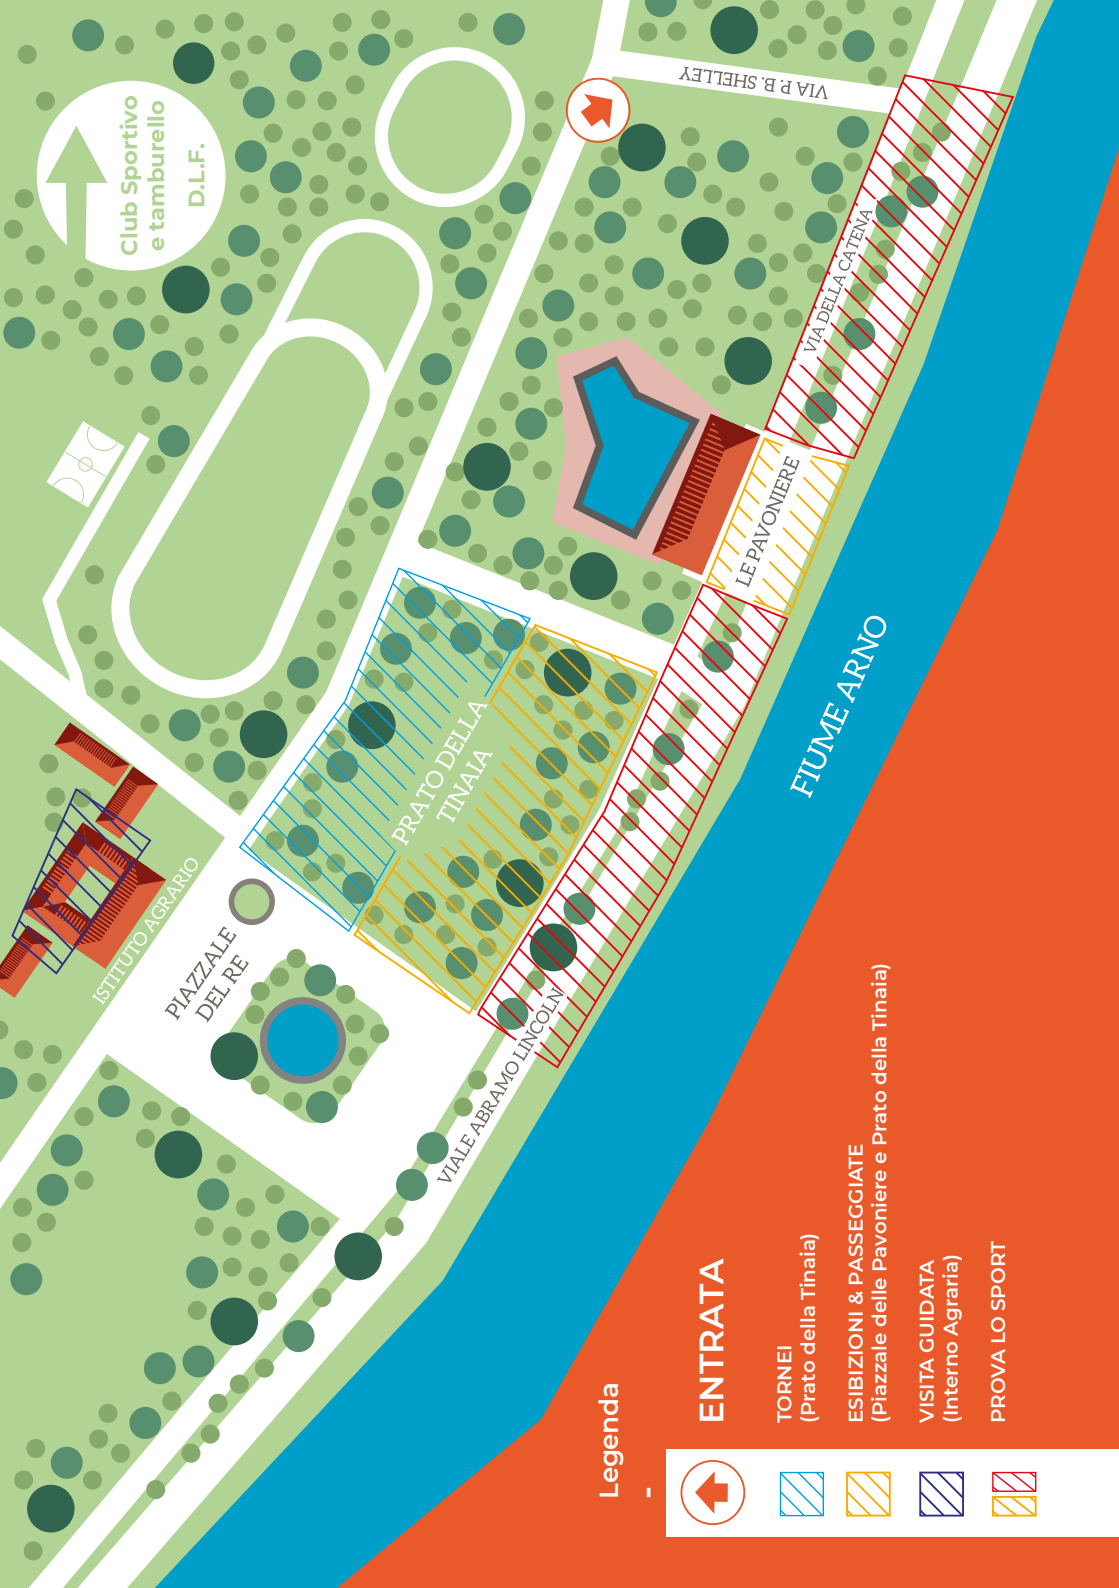 Club Sportivo
e tamburello
D.L.F.
VIA P. B. SHELLEY
VIA DELLA CATENA
LE PAVONIERE
PRATO DELLA
TINAIA
FIUME ARNO
ISTITUTO AGRARIO
PIAZZALE
DEL RE
VIALE ABRAMO LINCOLN
Legenda
-
ENTRATA
TORNEI
(Prato della Tinaia)
ESIBIZIONI & PASSEGGIATE
(Piazzale delle Pavoniere e Prato della Tinaia)
VISITA GUIDATA
(Interno Agraria)
PROVA LO SPORT